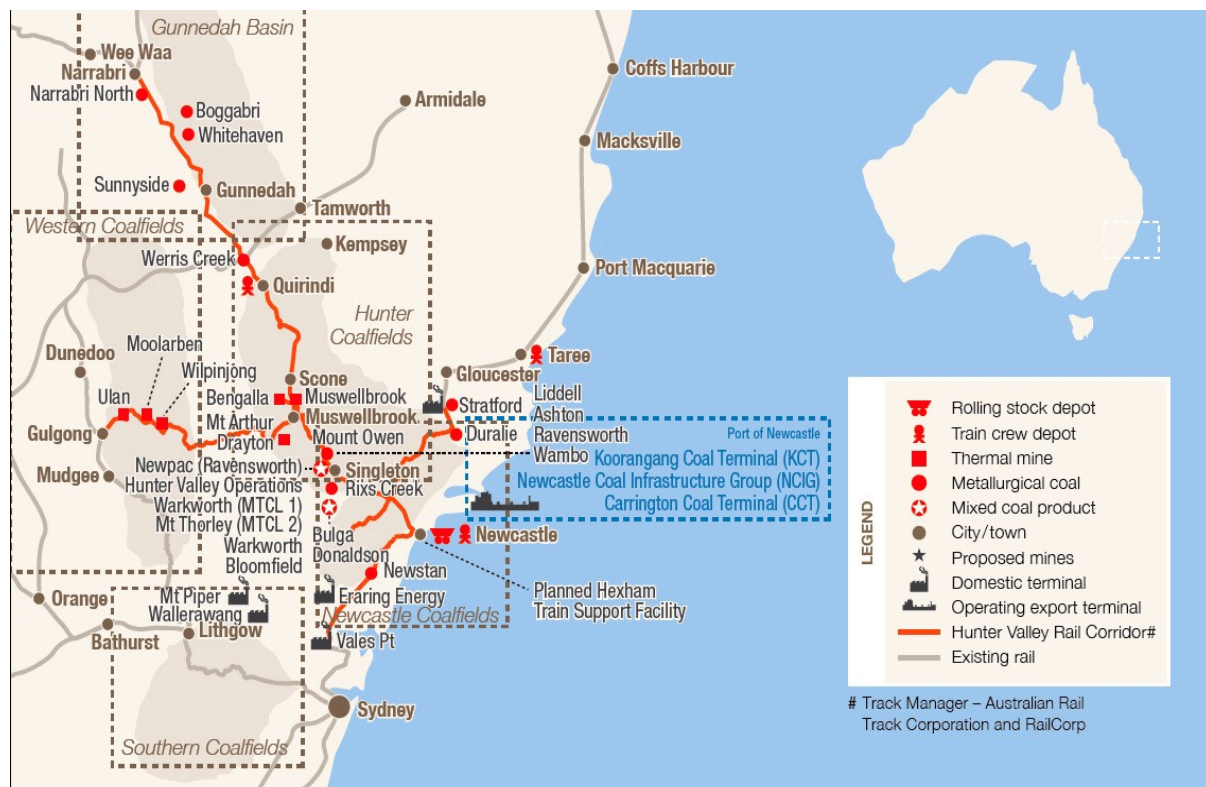 Gunnedah Basin
Wee Waa
Narrabri
Narrabri North
Boggabri
Whitehaven
Armidale
Coffs Harbour
Macksville
Sunnyside
Gunnedah
Tamworth
Western Coalfields
Kempsey
Werris Creek
Quirindi
Port Macquarie
Hunter
Coalfields
Dunedoo
Moolarben
Wilpinjong
Scone
Gloucester
Taree
Ulan
Bengalla
Muswellbrook
Muswellbrook
Stratford
Liddell
Ashton
Ravensworth
Wambo
Gulgong
Mt Arthur
Drayton
Mount Owen
Duralie
Mudgee
Newpac (Ravensworth)
Singleton
Hunter Valley Operations
Rixs Creek
Warkworth (MTCL 1)
Mt Thorley (MTCL 2)
Warkworth
Bloomfield
Bulga
Donaldson
Newcastle
Port of Newcastle
Koorangang Coal Terminal (KCT)
Newcastle Coal Infrastructure Group (NCIG)
Carrington Coal Terminal (CCT)
Newstan
Planned Hexham
Train Support Facility
Orange
Mt Piper
Wallerawang
Eraring Energy
Newcastle Coalfields
Bathurst
Lithgow
Vales Pt
Sydney
Southern Coalfields
LEGEND
Rolling stock depot
Train crew depot
Thermal mine
Metallurgical coal
Mixed coal product
City/town
Proposed mines
Domestic terminal
Operating export terminal
Hunter Valley Rail Corridor#
Existing rail
# Track Manager – Australian Rail
Track Corporation and RailCorp